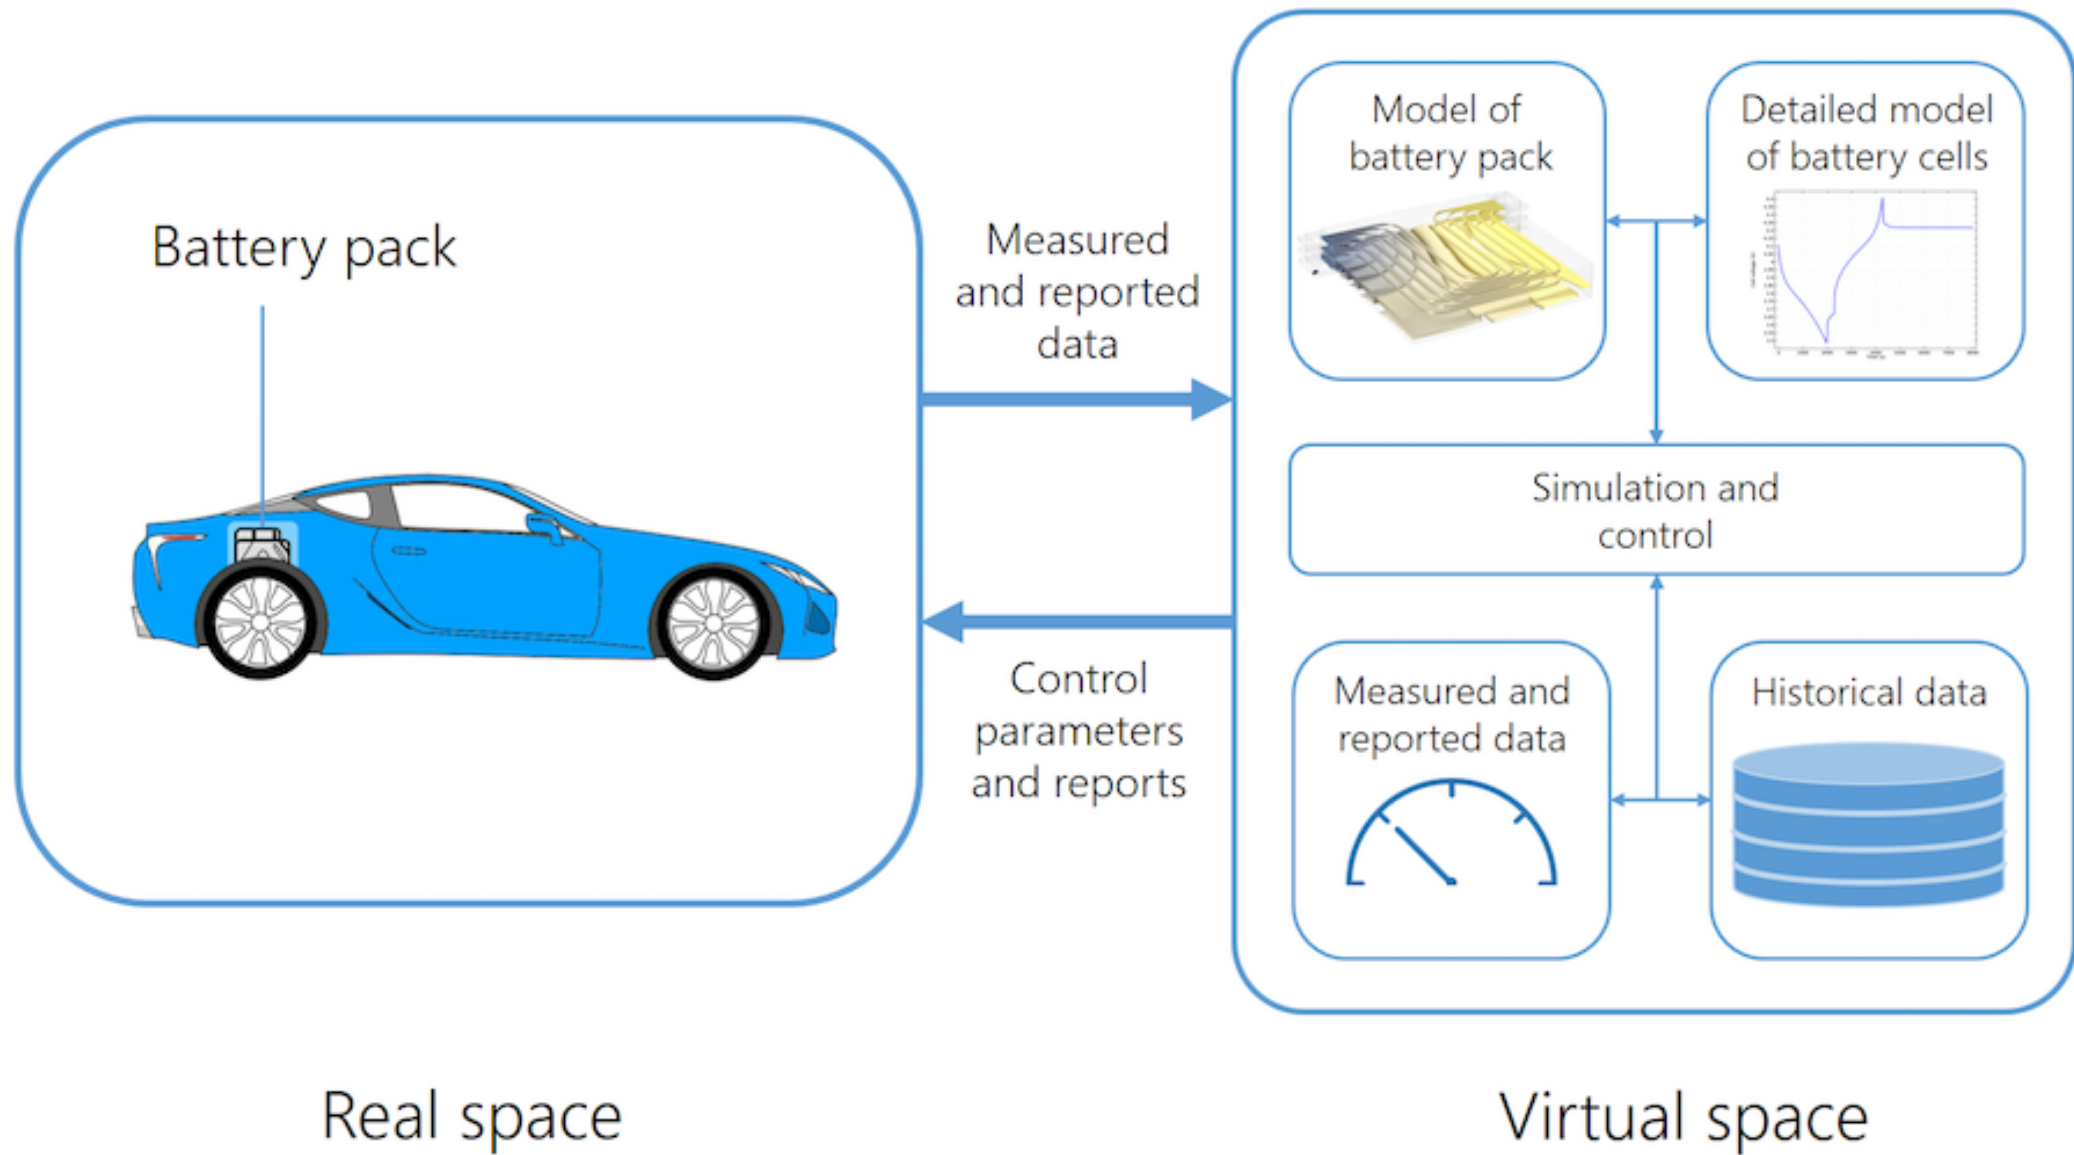 Battery pack
Measured
and reported
data
Control
parameters
and reports
Model of
battery pack
Detailed model
of battery cells
Simulation and
control
Measured and
reported data
Historical data
Real space
Virtual space